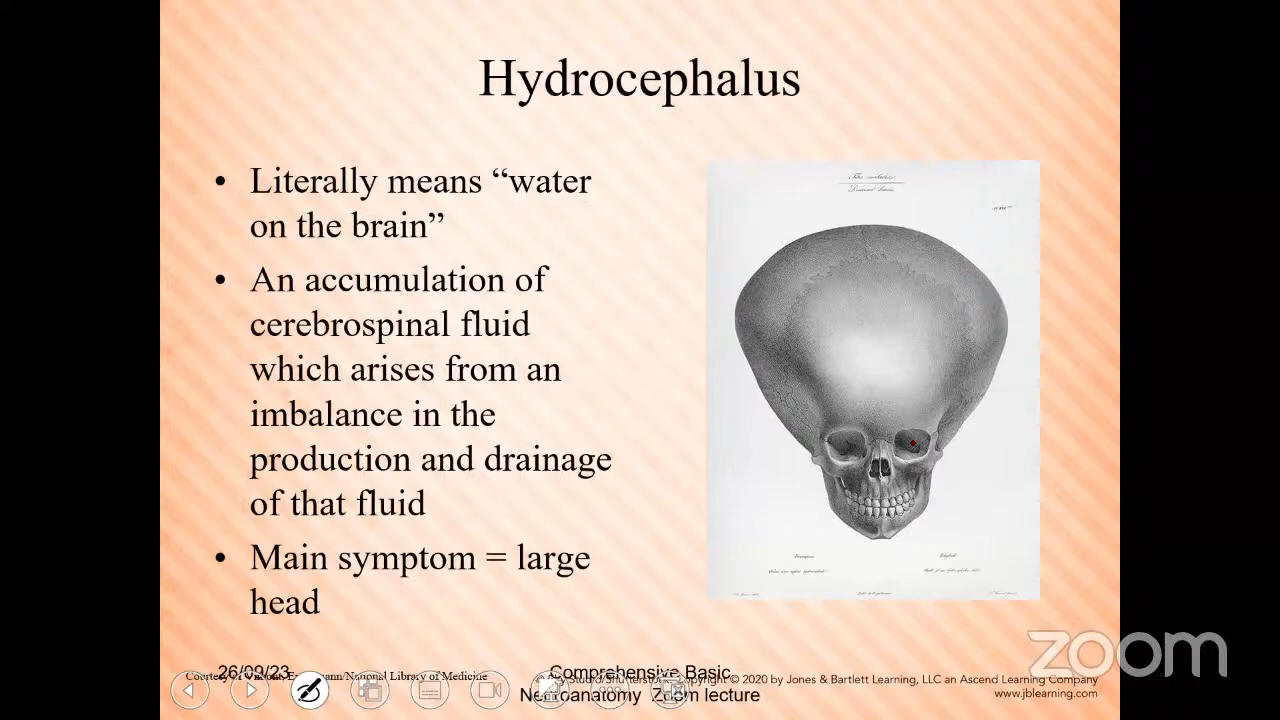 Hydrocephalus
• Literally means “water
on the brain”
• An accumulation of
cerebrospinal fluid
which arises from an
imbalance in the
production and drainage
of that fluid
• Main symptom = large
head
26/09/23
Courtesy of Vimont, Engelmann/National Library of Medicine
Comprehensive Basic
Neuroanatomy Zoom lecture
Copyright © 2020 by Jones & Bartlett Learning, LLC an Ascend Learning Company
www.jblearning.com
zoom